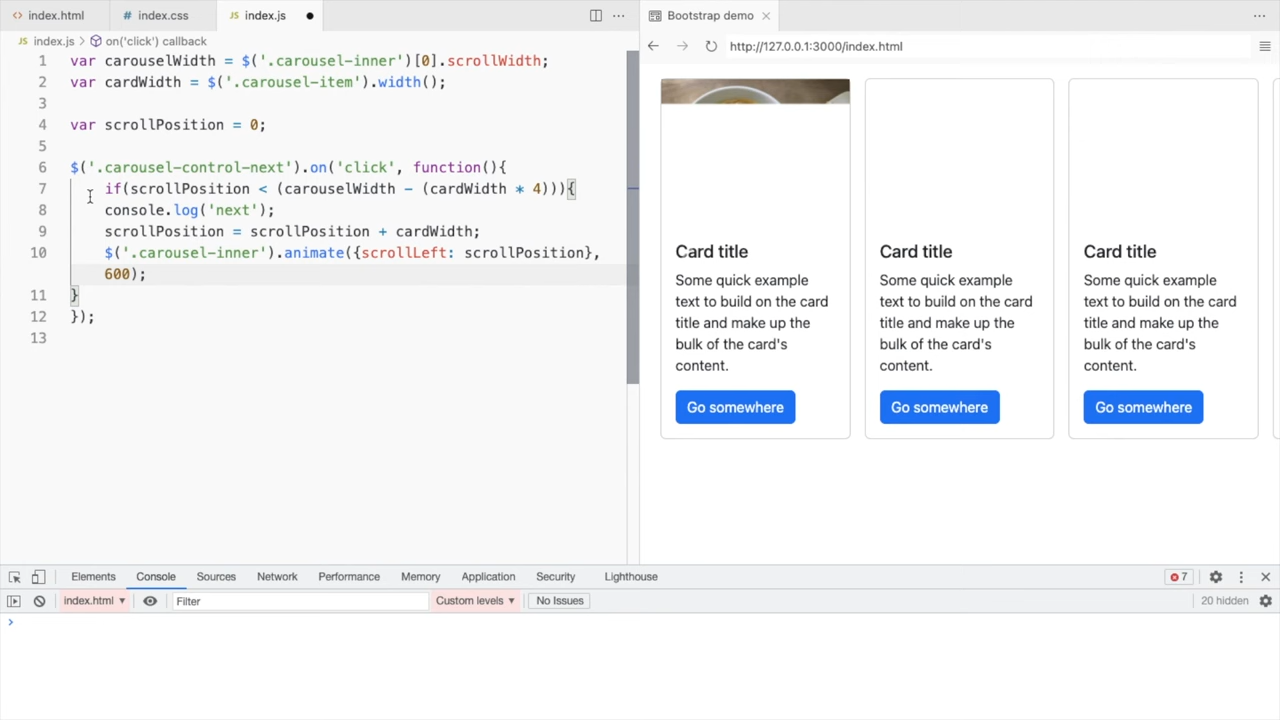 index.html
# index.css
JS index.js
Bootstrap demo
JS index.js > on('click') callback
http://127.0.0.1:3000/index.html
1 var carouselWidth = $('.carousel-inner')[0].scrollWidth;
2 var cardWidth = $('.carousel-item').width();
3
4 var scrollPosition = 0;
5
6 $('.carousel-control-next').on('click', function(){
7 if(scrollPosition < (carouselWidth - (cardWidth * 4))){
8 console.log('next');
9 scrollPosition = scrollPosition + cardWidth;
10 $('.carousel-inner').animate({scrollLeft: scrollPosition},
600);
11 }
12 });
13
Card title
Some quick example
text to build on the card
title and make up the
bulk of the card's
content.
Go somewhere
Card title
Some quick example
text to build on the card
title and make up the
bulk of the card's
content.
Go somewhere
Card title
Some quick example
text to build on the card
title and make up the
bulk of the card's
content.
Go somewhere
Elements Console Sources Network Performance Memory Application Security Lighthouse 7
index.html Filter Custom levels No Issues 20 hidden